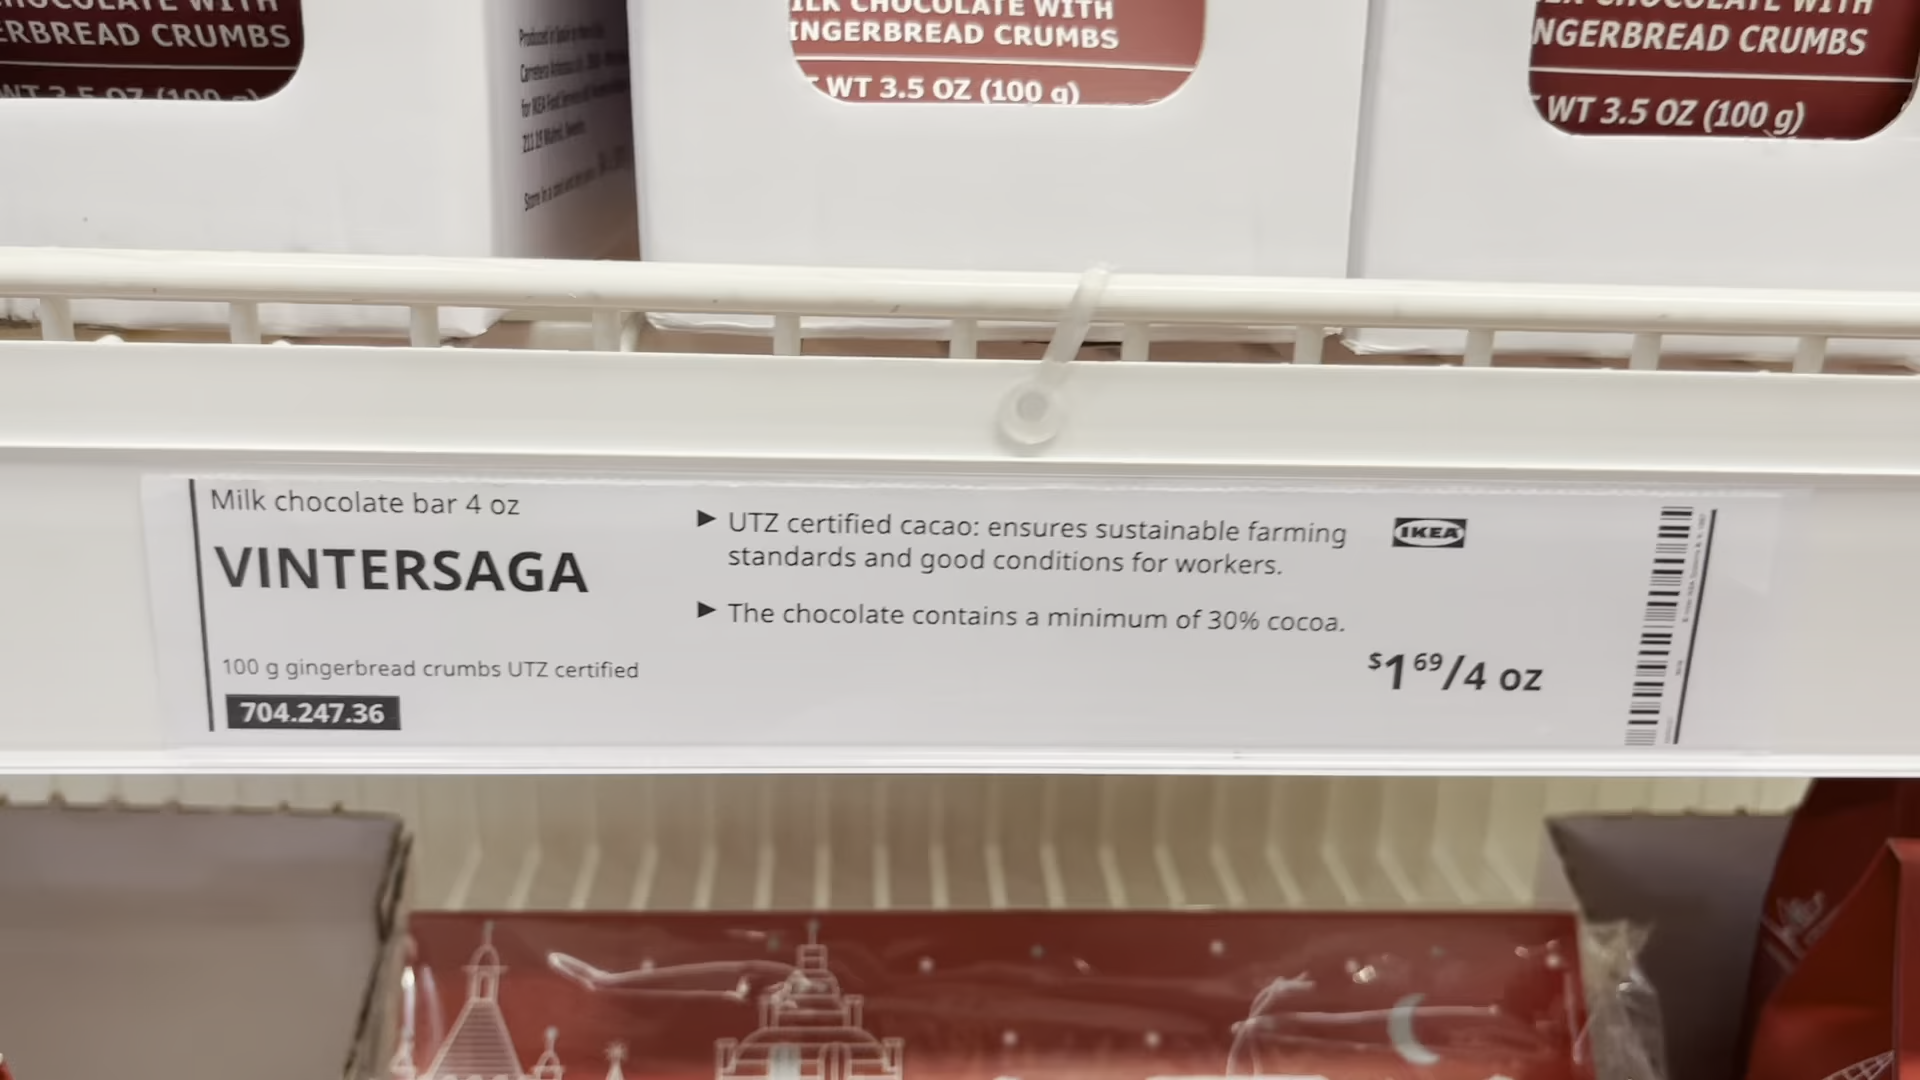 CHOCOLATE WITH
ERBREAD CRUMBS
WT 3.5 OZ (100 g)
ILK CHOCOLATE WITH
INGERBREAD CRUMBS
WT 3.5 OZ (100 g)
CHOCOLATE WITH
NGERBREAD CRUMBS
WT 3.5 OZ (100 g)
Milk chocolate bar 4 oz
VINTERSAGA
100 g gingerbread crumbs UTZ certified
704.247.36
▶ UTZ certified cacao: ensures sustainable farming
standards and good conditions for workers.
▶ The chocolate contains a minimum of 30% cocoa.
IKEA
$1 69/4 oz